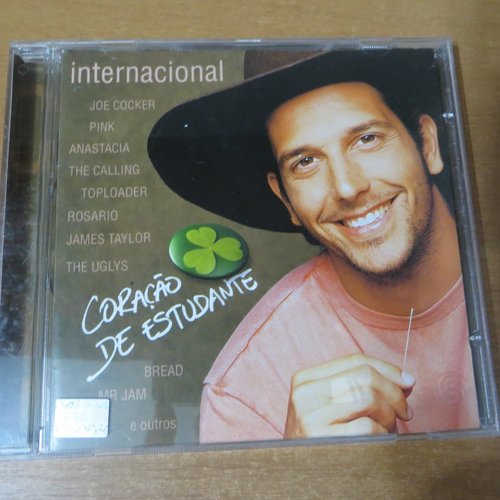 internacional
JOE COCKER
PINK
ANASTACIA
THE CALLING
TOPLOADER
ROSARIO
JAMES TAYLOR
THE UGLYS
CORAÇÃO
DE ESTUDANTE
BREAD
MR JAM
e outros